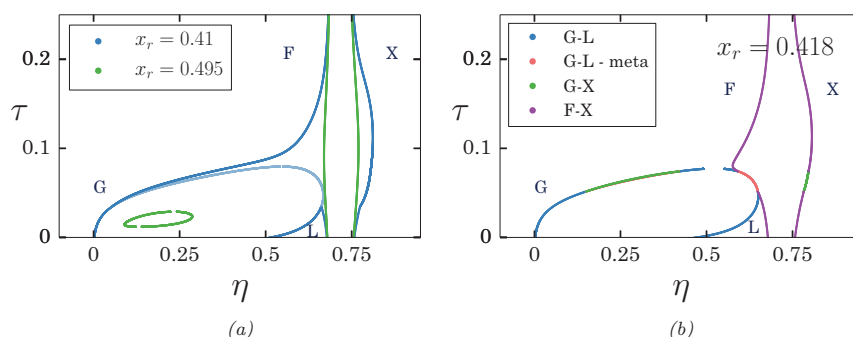 x_r = 0.41
x_r = 0.495
F
X
G
L
0.2
0.1
0
τ
0
0.25
0.5
0.75
η
(a)
G-L
G-L - meta
G-X
F-X
x_r = 0.418
F
X
G
L
0.2
0.1
0
τ
0
0.25
0.5
0.75
η
(b)